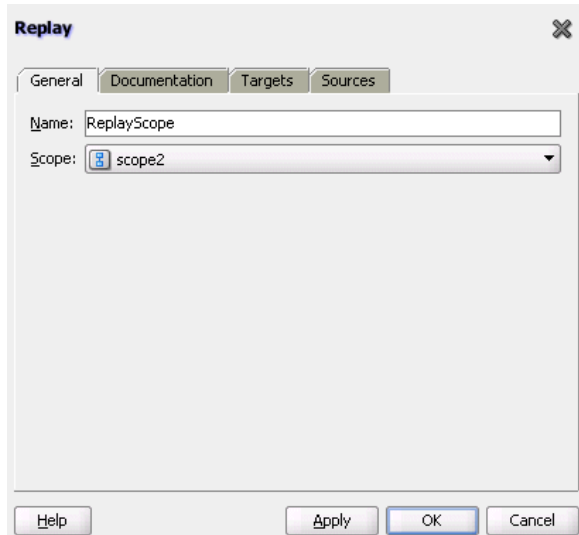 Replay
General Documentation Targets Sources
Name: ReplayScope
Scope: scope2
Help Apply OK Cancel